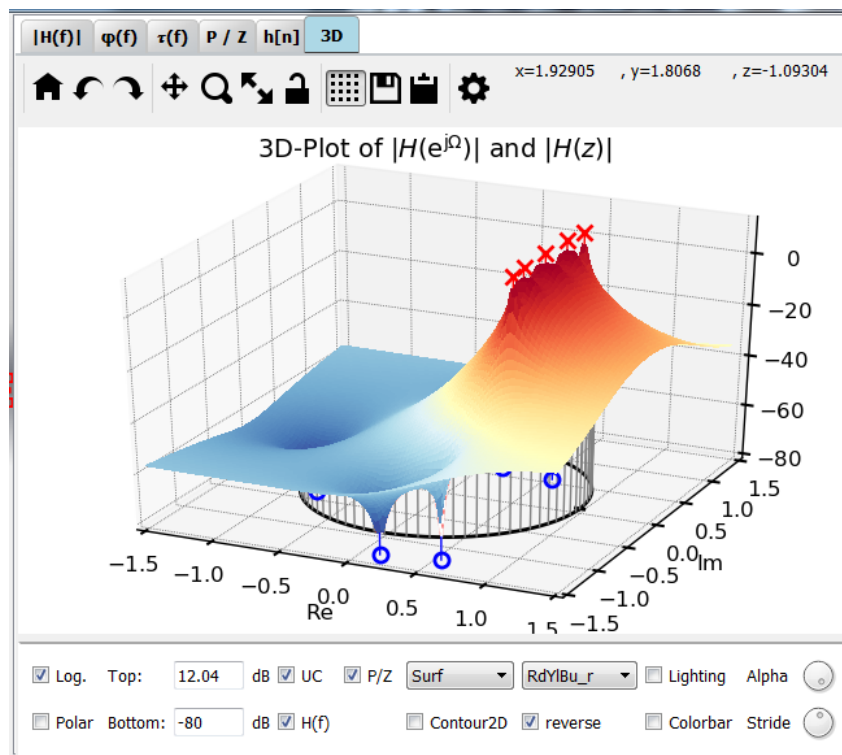 |H(f)| φ(f) τ(f) P / Z h[n] 3D
x=1.92905 , y=1.8068 , z=-1.09304
3D-Plot of |H(e^jΩ)| and |H(z)|
0
−20
−40
−60
−80
1.5
1.0
0.5
0.0
−0.5
−1.0
−1.5
Im
−1.5
−1.0
−0.5
0.0
0.5
1.0
1.5
Re
Log. Top: 12.04 dB UC P/Z Surf RdYlBu_r Lighting Alpha
Polar Bottom: -80 dB H(f) Contour2D reverse Colorbar Stride